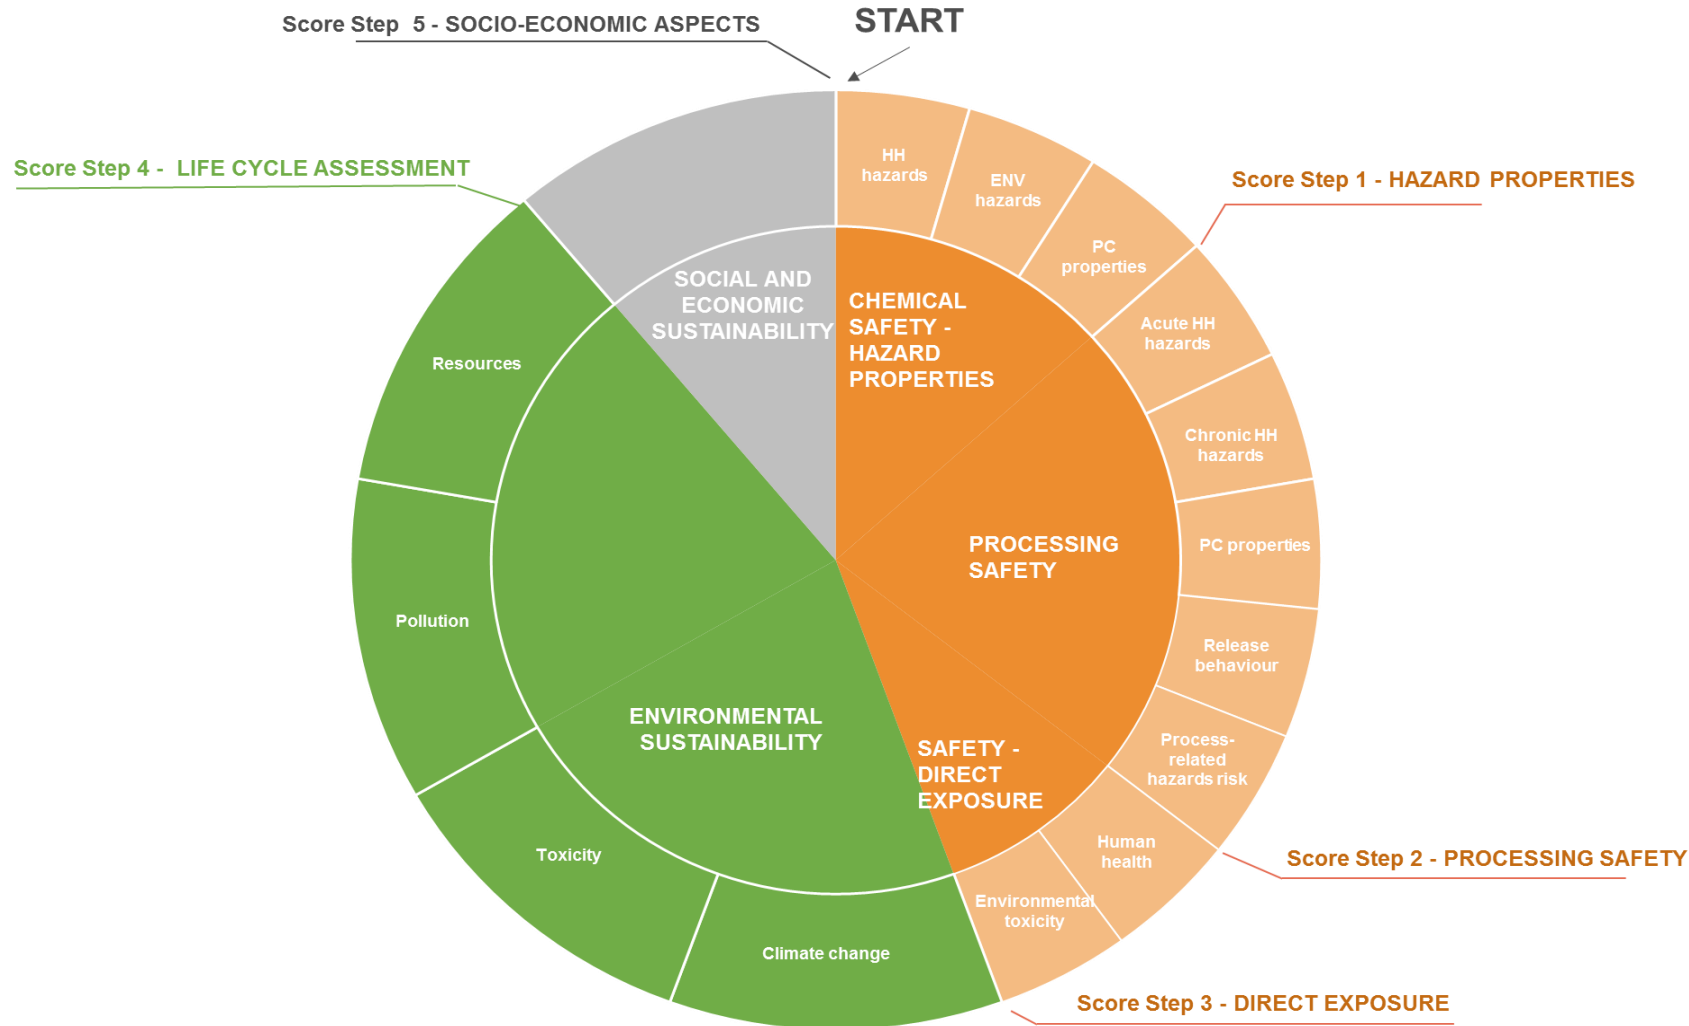 START
Score Step 5 - SOCIO-ECONOMIC ASPECTS
HH
hazards
ENV
hazards
PC
properties
Score Step 1 - HAZARD PROPERTIES
Acute HH
hazards
Chronic HH
hazards
PC properties
Release
behaviour
Process-
related
hazards risk
Score Step 2 - PROCESSING SAFETY
Human
health
Environmental
toxicity
Score Step 3 - DIRECT EXPOSURE
Climate change
Toxicity
Pollution
Resources
Score Step 4 - LIFE CYCLE ASSESSMENT
SOCIAL AND
ECONOMIC
SUSTAINABILITY
CHEMICAL
SAFETY -
HAZARD
PROPERTIES
PROCESSING
SAFETY
SAFETY -
DIRECT
EXPOSURE
ENVIRONMENTAL
SUSTAINABILITY